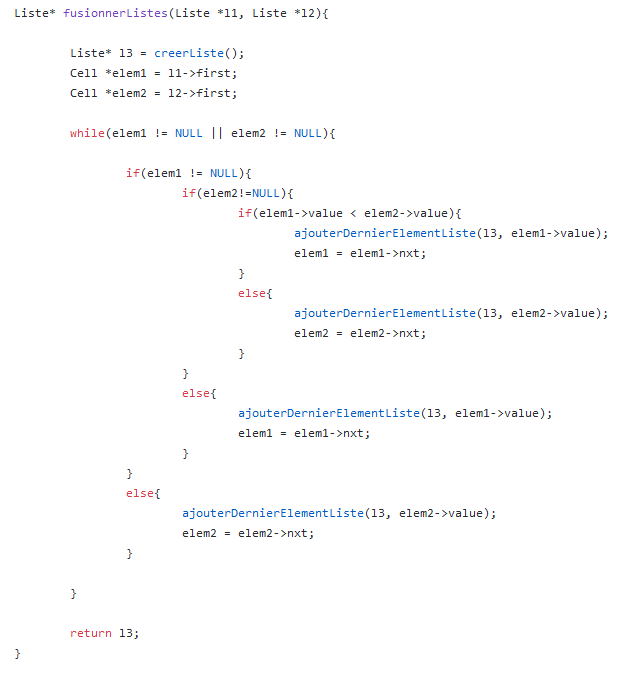 Liste* fusionnerListes(Liste *l1, Liste *l2){
Liste* l3 = creerListe();
Cell *elem1 = l1->first;
Cell *elem2 = l2->first;
while(elem1 != NULL || elem2 != NULL){
if(elem1 != NULL){
if(elem2!=NULL){
if(elem1->value < elem2->value){
ajouterDernierElementListe(l3, elem1->value);
elem1 = elem1->nxt;
}
else{
ajouterDernierElementListe(l3, elem2->value);
elem2 = elem2->nxt;
}
}
else{
ajouterDernierElementListe(l3, elem1->value);
elem1 = elem1->nxt;
}
}
else{
ajouterDernierElementListe(l3, elem2->value);
elem2 = elem2->nxt;
}
}
return l3;
}